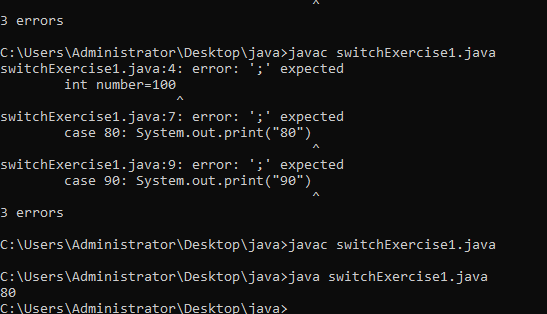 ^
3 errors
C:\Users\Administrator\Desktop\java>javac switchExercise1.java
switchExercise1.java:4: error: ';' expected
        int number=100
                      ^
switchExercise1.java:7: error: ';' expected
        case 80: System.out.print("80")
                                       ^
switchExercise1.java:9: error: ';' expected
        case 90: System.out.print("90")
                                       ^
3 errors
C:\Users\Administrator\Desktop\java>javac switchExercise1.java
C:\Users\Administrator\Desktop\java>java switchExercise1.java
80
C:\Users\Administrator\Desktop\java>